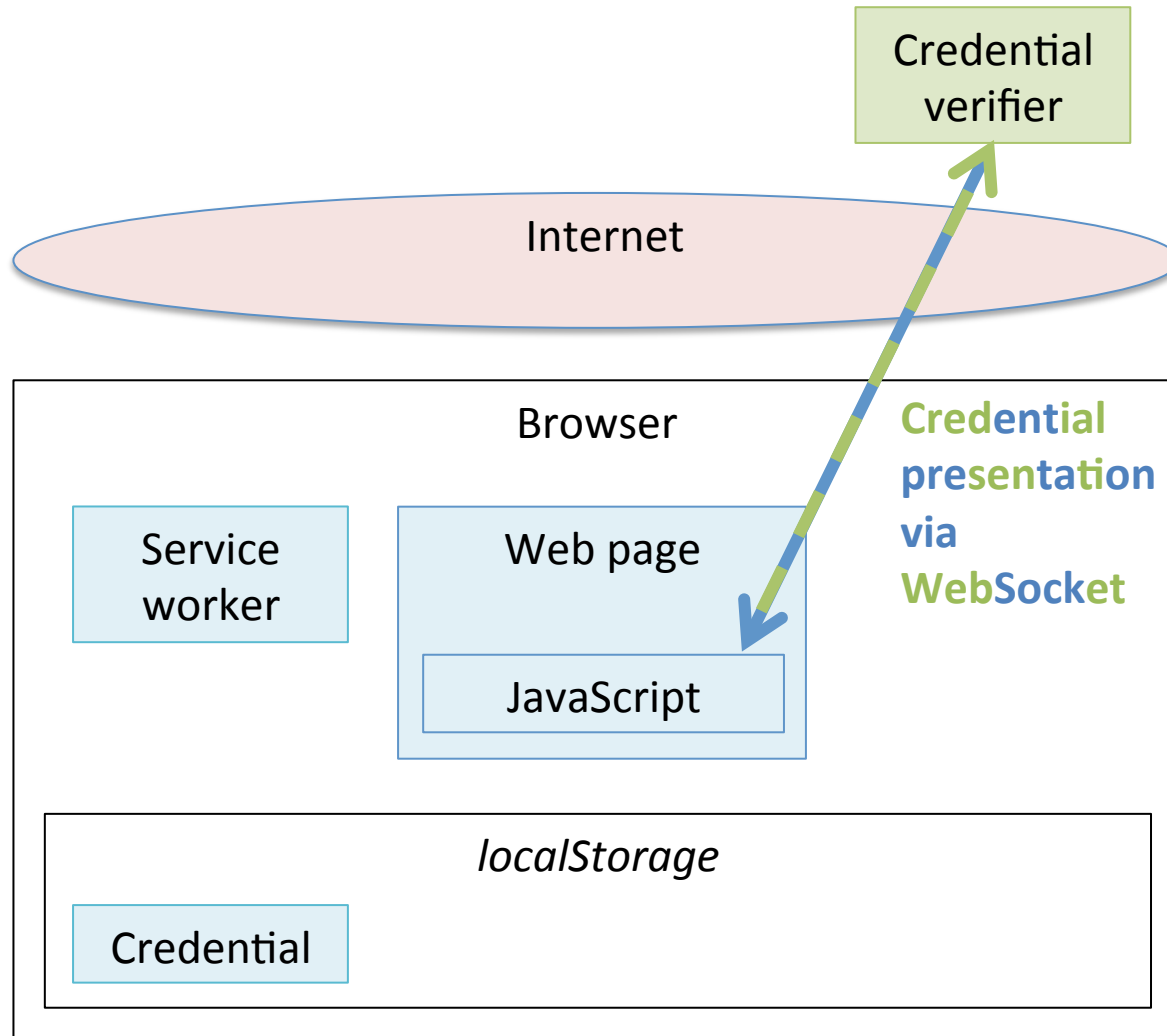 Credential
verifier
Internet
Browser
Credential
presentation
via
WebSocket
Service
worker
Web page
JavaScript
localStorage
Credential